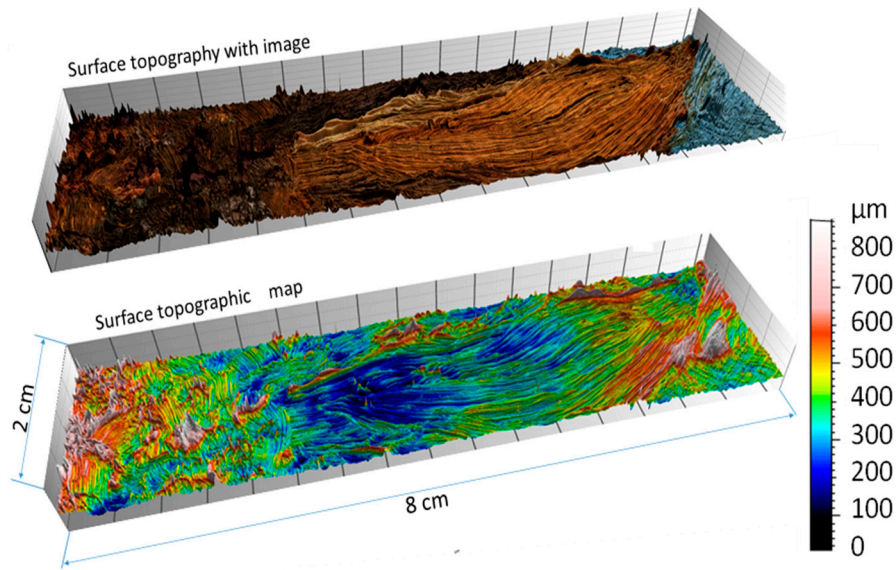 Surface topography with image
Surface topographic map
2 cm
8 cm
µm
800
700
600
500
400
300
200
100
0